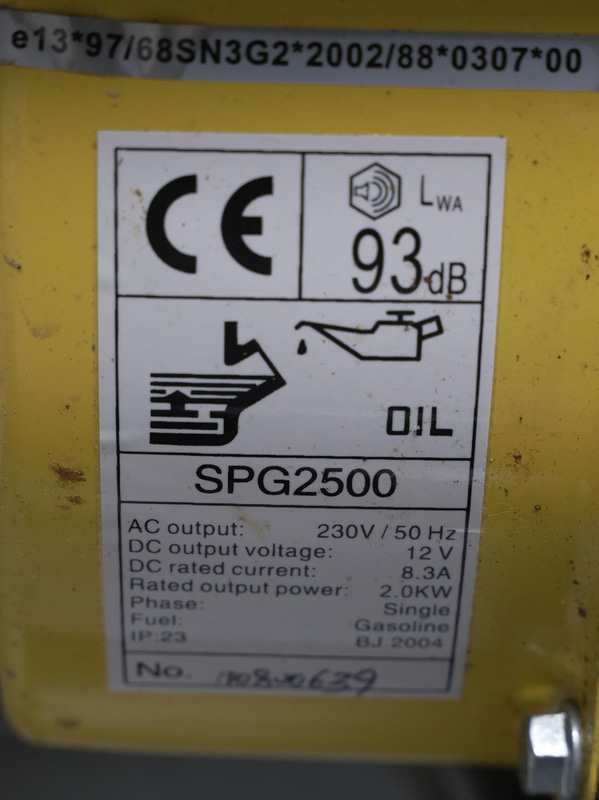 e13*97/68SN3G2*2002/88*0307*00
CE
LWA
93dB
OIL
SPG2500
AC output: 230V / 50 Hz
DC output voltage: 12 V
DC rated current: 8.3A
Rated output power: 2.0KW
Phase: Single
Fuel: Gasoline
IP:23 BJ.2004
No.